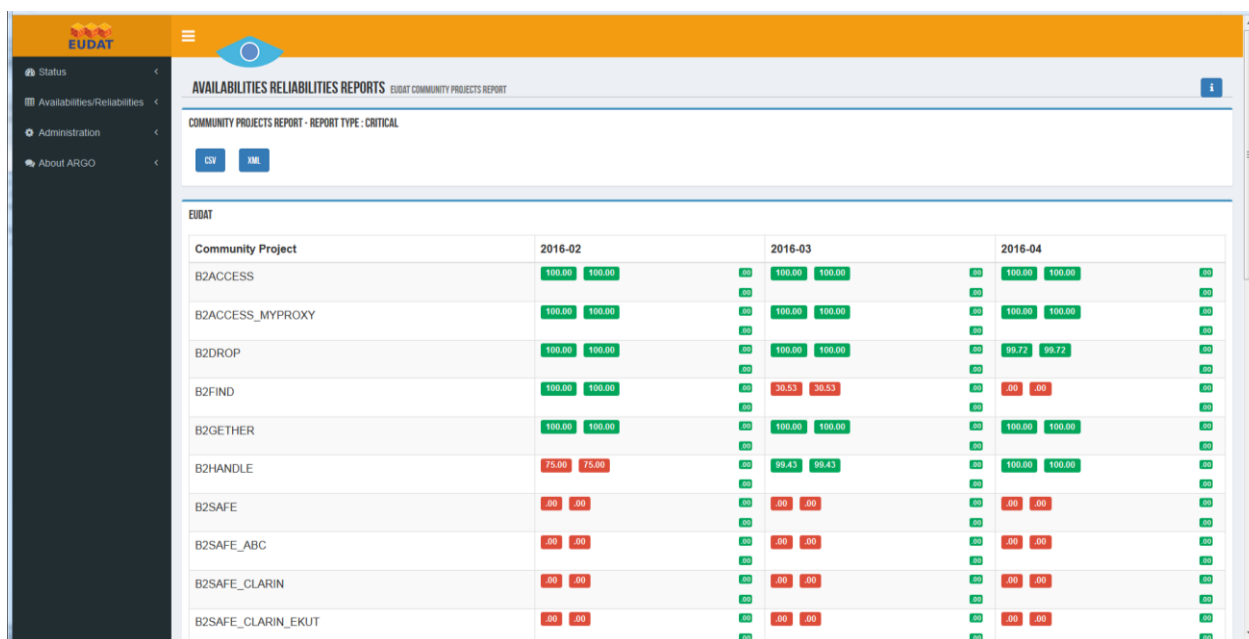 EUDAT
Status
Availabilities/Reliabilities
Administration
About ARGO
AVAILABILITIES RELIABILITIES REPORTS EUDAT COMMUNITY PROJECTS REPORT
i
COMMUNITY PROJECTS REPORT - REPORT TYPE : CRITICAL
CSV XML
EUDAT
Community Project 2016-02 2016-03 2016-04
B2ACCESS 100.00 100.00 .00 100.00 100.00 .00 100.00 100.00 .00
.00 .00 .00
B2ACCESS_MYPROXY 100.00 100.00 .00 100.00 100.00 .00 100.00 100.00 .00
.00 .00 .00
B2DROP 100.00 100.00 .00 100.00 100.00 .00 99.72 99.72 .00
.00 .00 .00
B2FIND 100.00 100.00 .00 30.53 30.53 .00 .00 .00 .00
.00 .00 .00
B2GETHER 100.00 100.00 .00 100.00 100.00 .00 100.00 100.00 .00
.00 .00 .00
B2HANDLE 75.00 75.00 .00 99.43 99.43 .00 100.00 100.00 .00
.00 .00 .00
B2SAFE .00 .00 .00 .00 .00 .00 .00 .00 .00
.00 .00 .00
B2SAFE_ABC .00 .00 .00 .00 .00 .00 .00 .00 .00
.00 .00 .00
B2SAFE_CLARIN .00 .00 .00 .00 .00 .00 .00 .00 .00
.00 .00 .00
B2SAFE_CLARIN_EKUT .00 .00 .00 .00 .00 .00 .00 .00 .00
.00 .00 .00